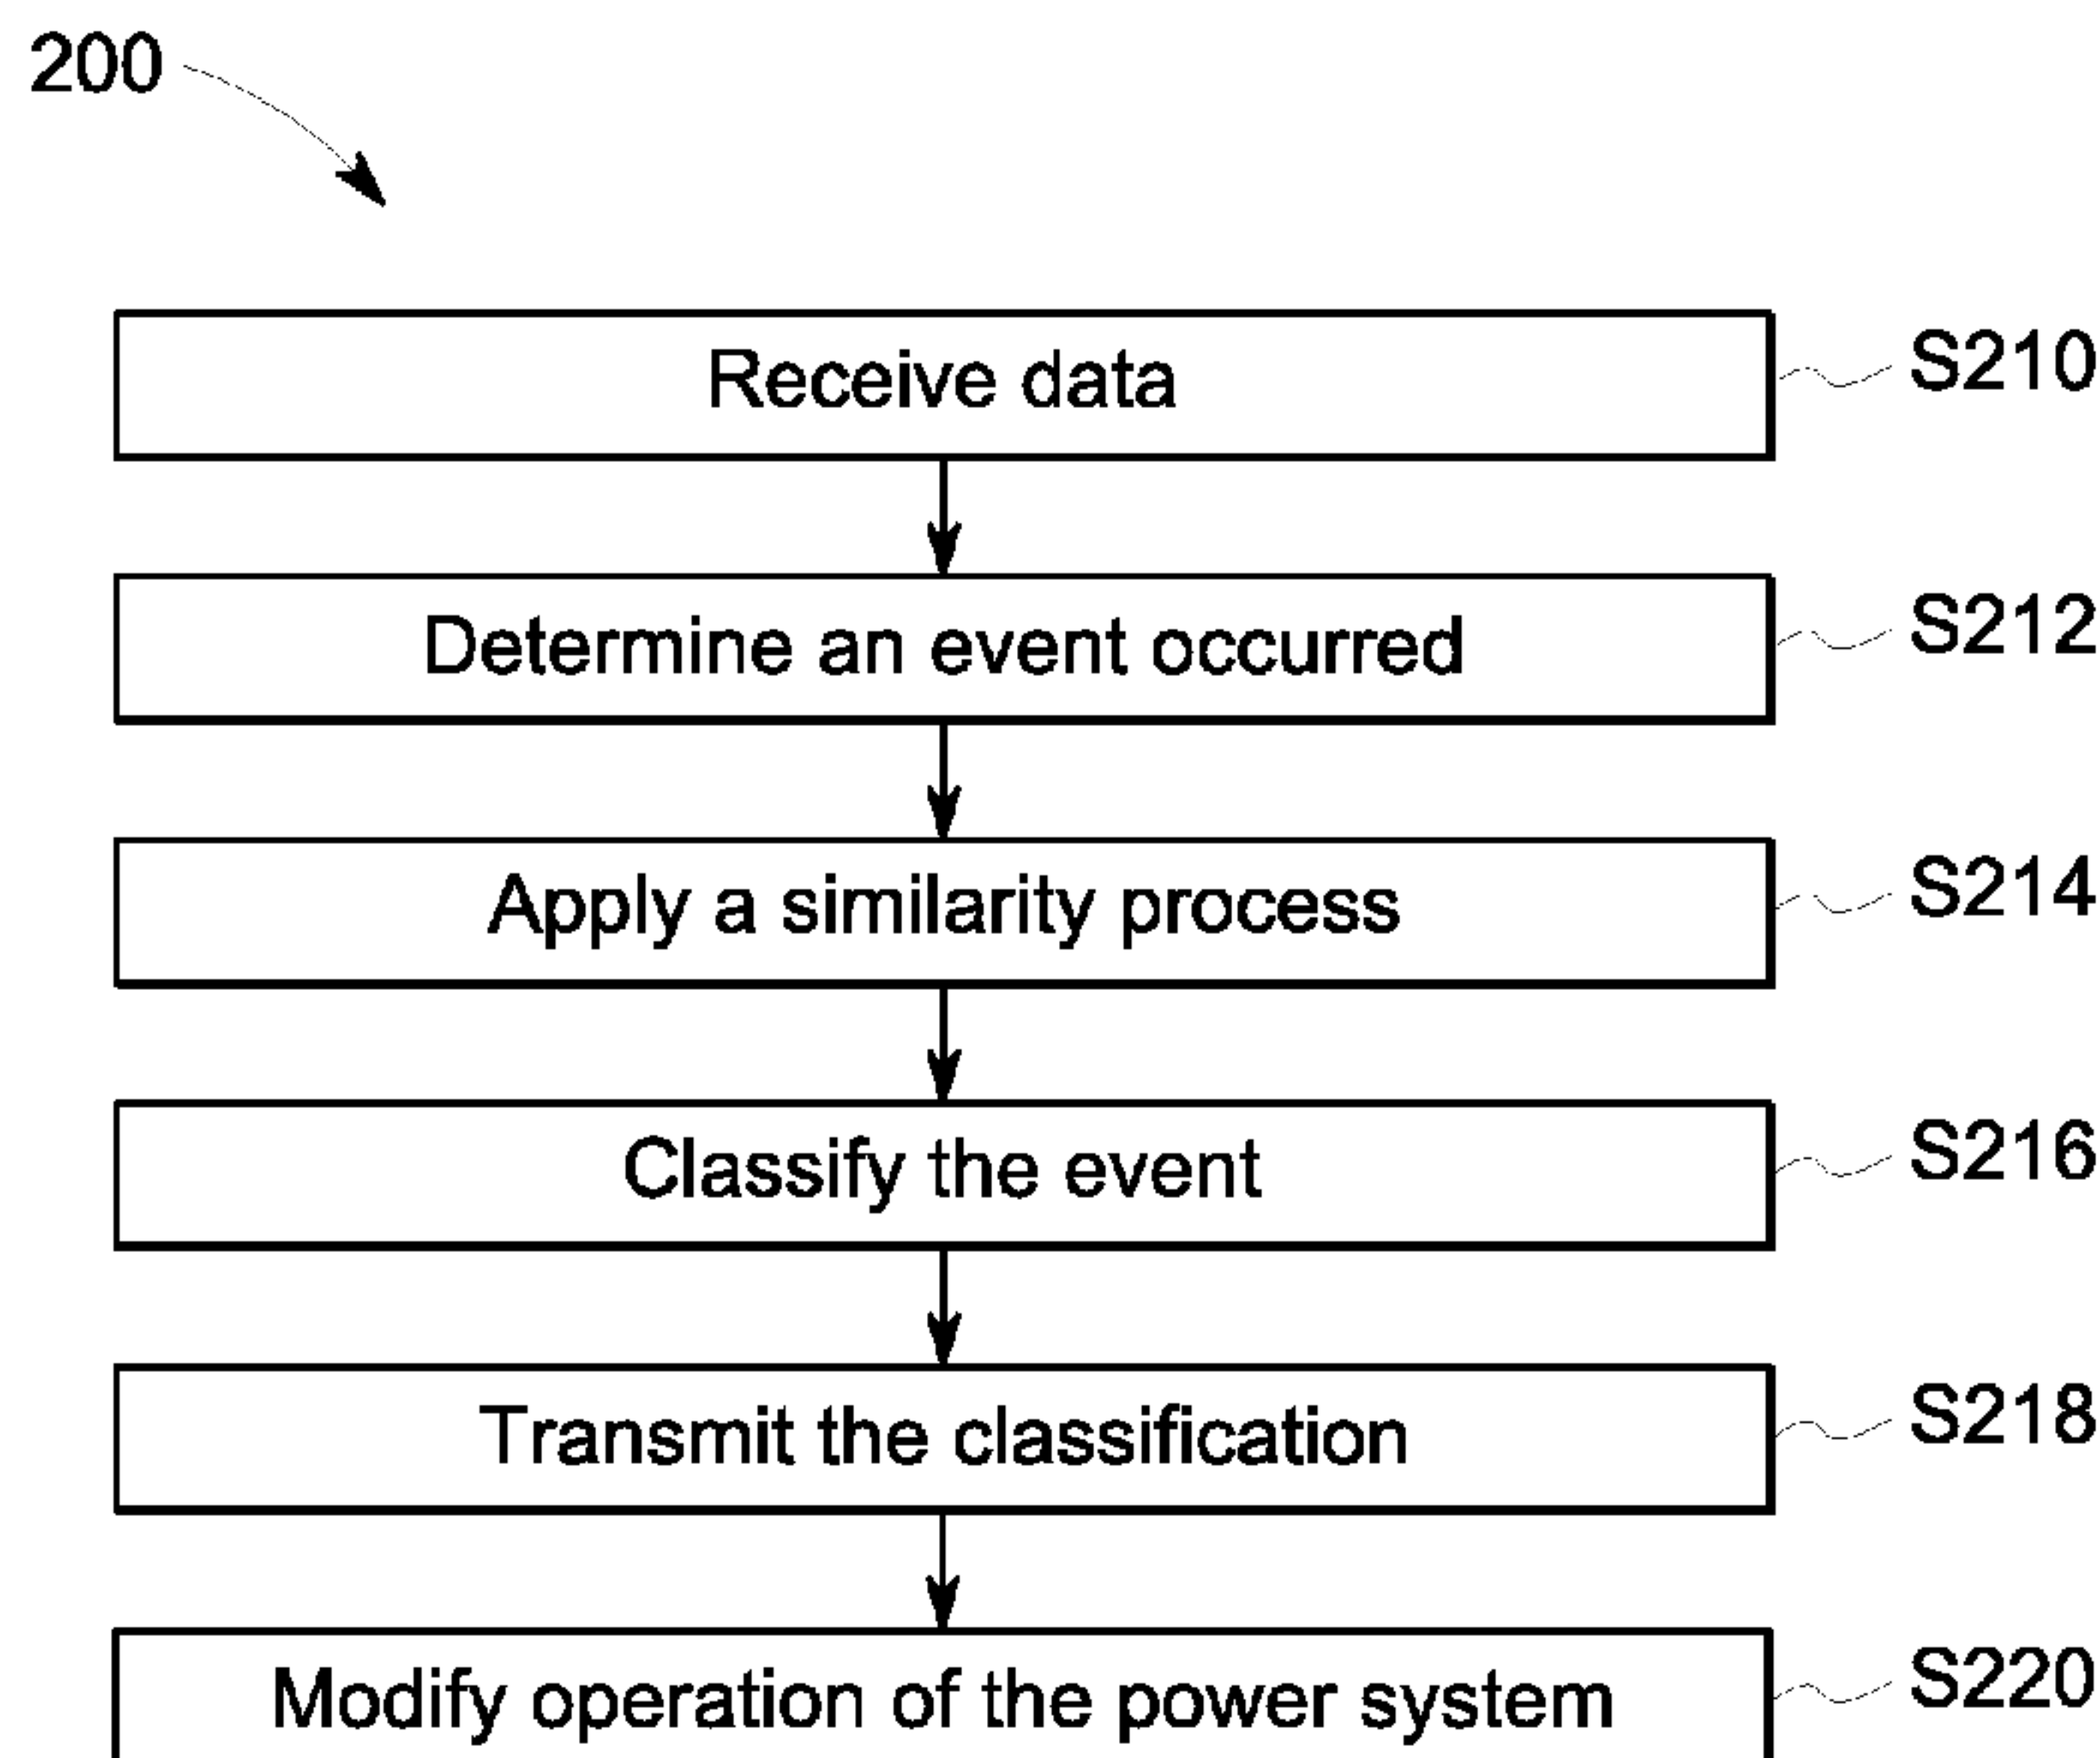 200
Receive data
S210
Determine an event occurred
S212
Apply a similarity process
S214
Classify the event
S216
Transmit the classification
S218
Modify operation of the power system
S220